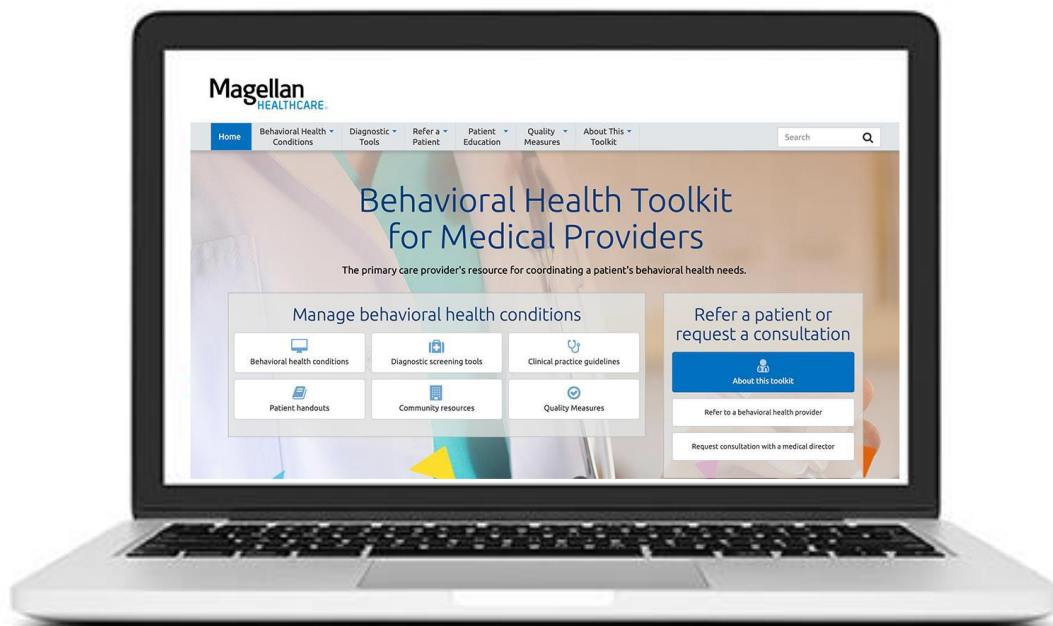 Magellan
HEALTHCARE
Home
Behavioral Health
Conditions
Diagnostic
Tools
Refer a
Patient
Patient
Education
Quality
Measures
About This
Toolkit
Search
Behavioral Health Toolkit
for Medical Providers
The primary care provider's resource for coordinating a patient's behavioral health needs.
Manage behavioral health conditions
Behavioral health conditions
Diagnostic screening tools
Clinical practice guidelines
Patient handouts
Community resources
Quality Measures
Refer a patient or
request a consultation
About this toolkit
Refer to a behavioral health provider
Request consultation with a medical director